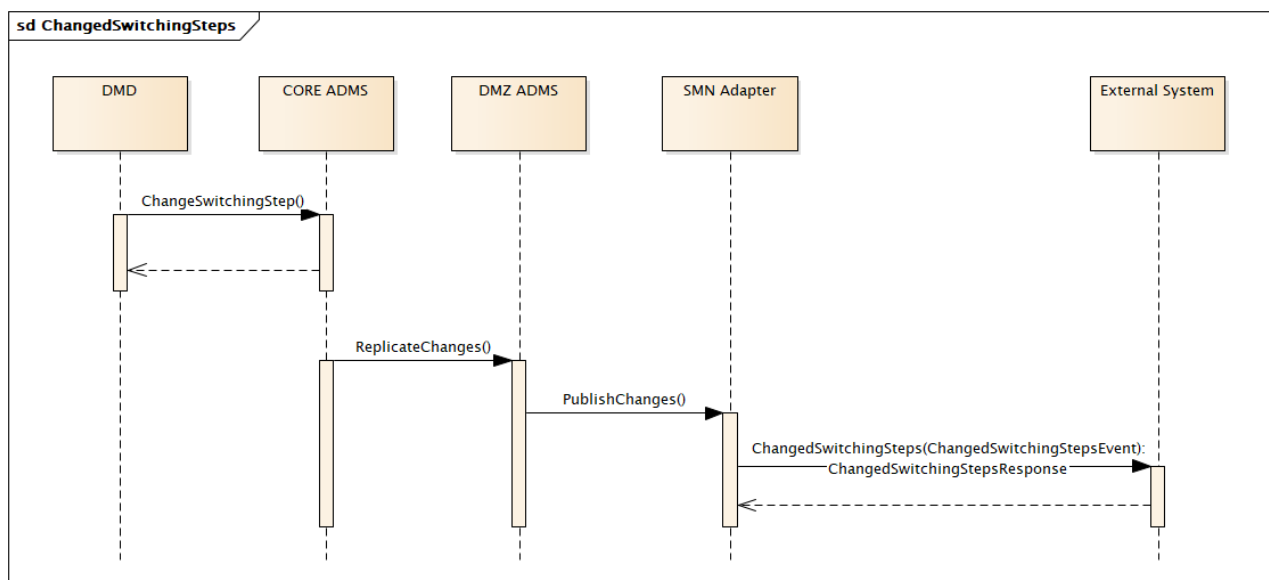 sd ChangedSwitchingSteps
DMD
CORE ADMS
DMZ ADMS
SMN Adapter
External System
ChangeSwitchingStep()
ReplicateChanges()
PublishChanges()
ChangedSwitchingSteps(ChangedSwitchingStepsEvent):
ChangedSwitchingStepsResponse